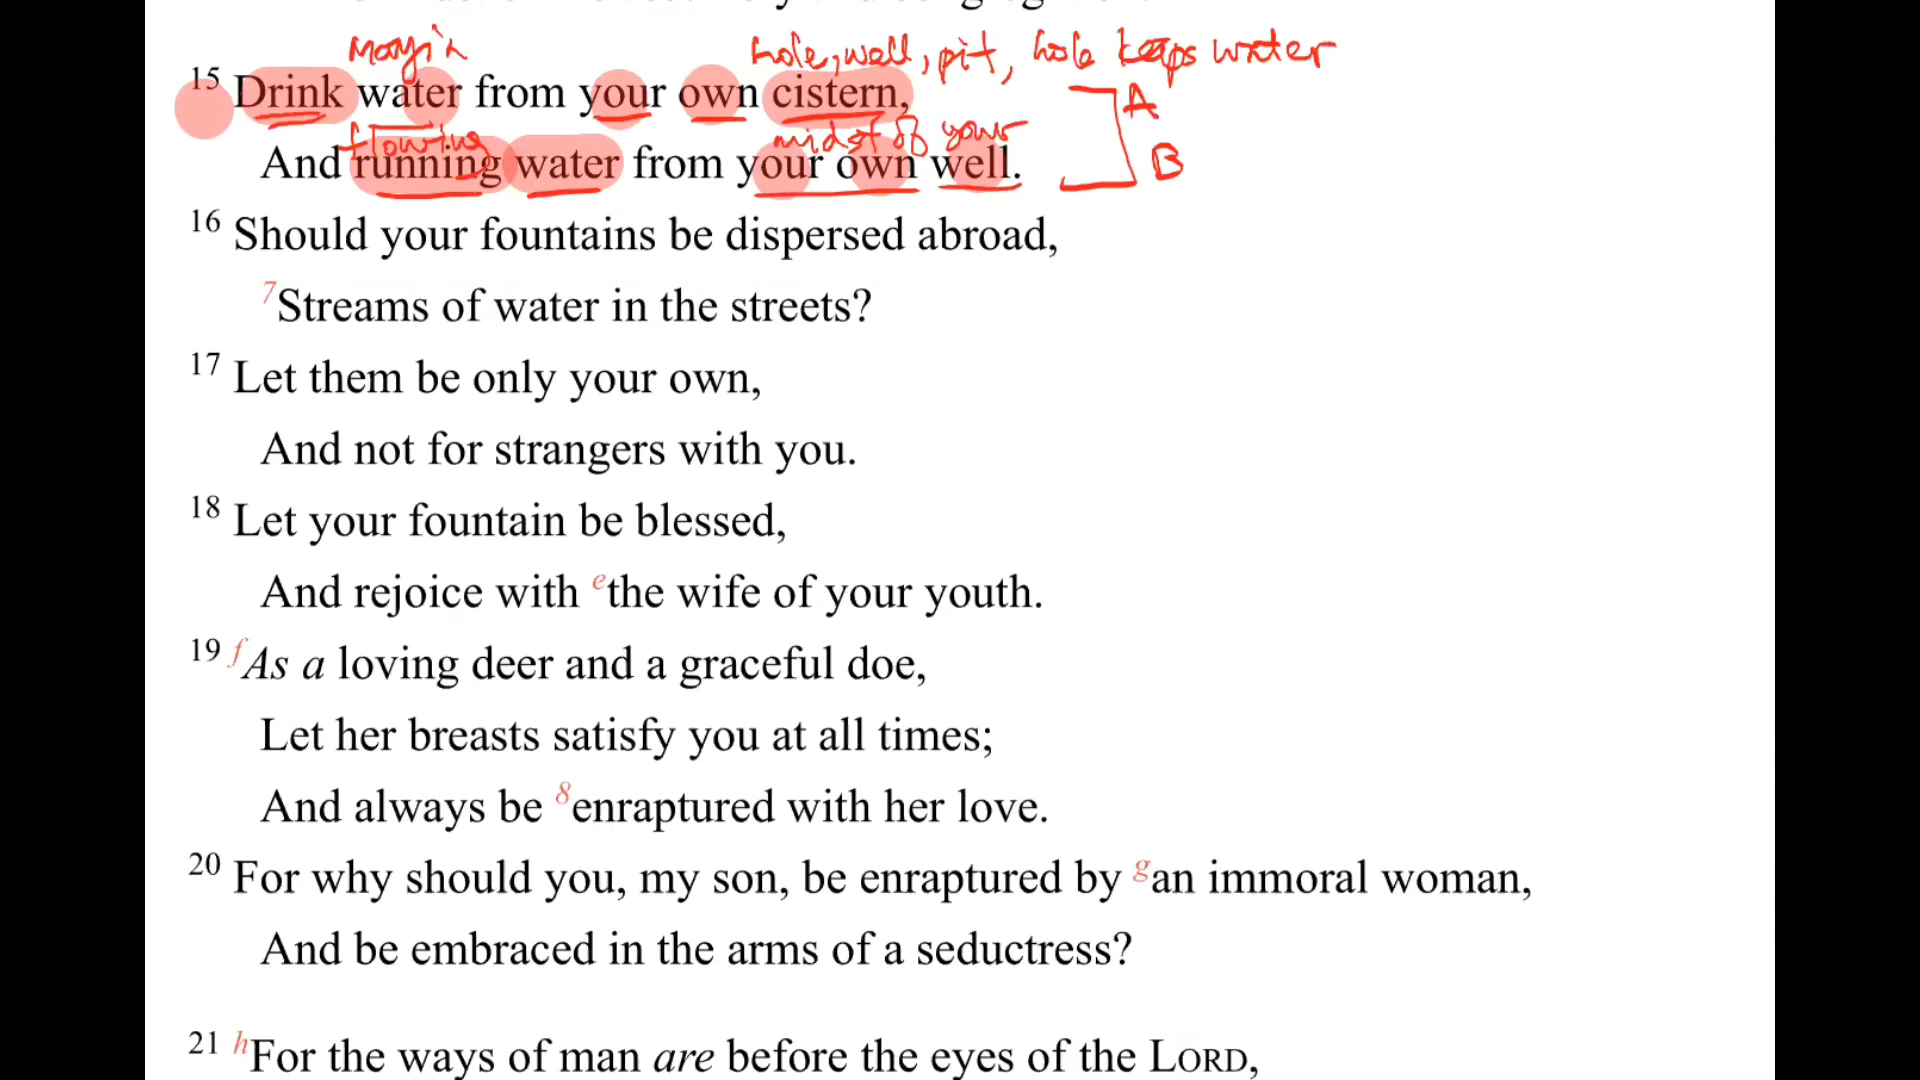 hole, well, pit, hole keeps water
15 Drink water from your own cistern, A
flowing midst of your
And running water from your own well. B
16 Should your fountains be dispersed abroad,
7Streams of water in the streets?
17 Let them be only your own,
And not for strangers with you.
18 Let your fountain be blessed,
And rejoice with ethe wife of your youth.
19 fAs a loving deer and a graceful doe,
Let her breasts satisfy you at all times;
And always be 8enraptured with her love.
20 For why should you, my son, be enraptured by gan immoral woman,
And be embraced in the arms of a seductress?
21 hFor the ways of man are before the eyes of the LORD,